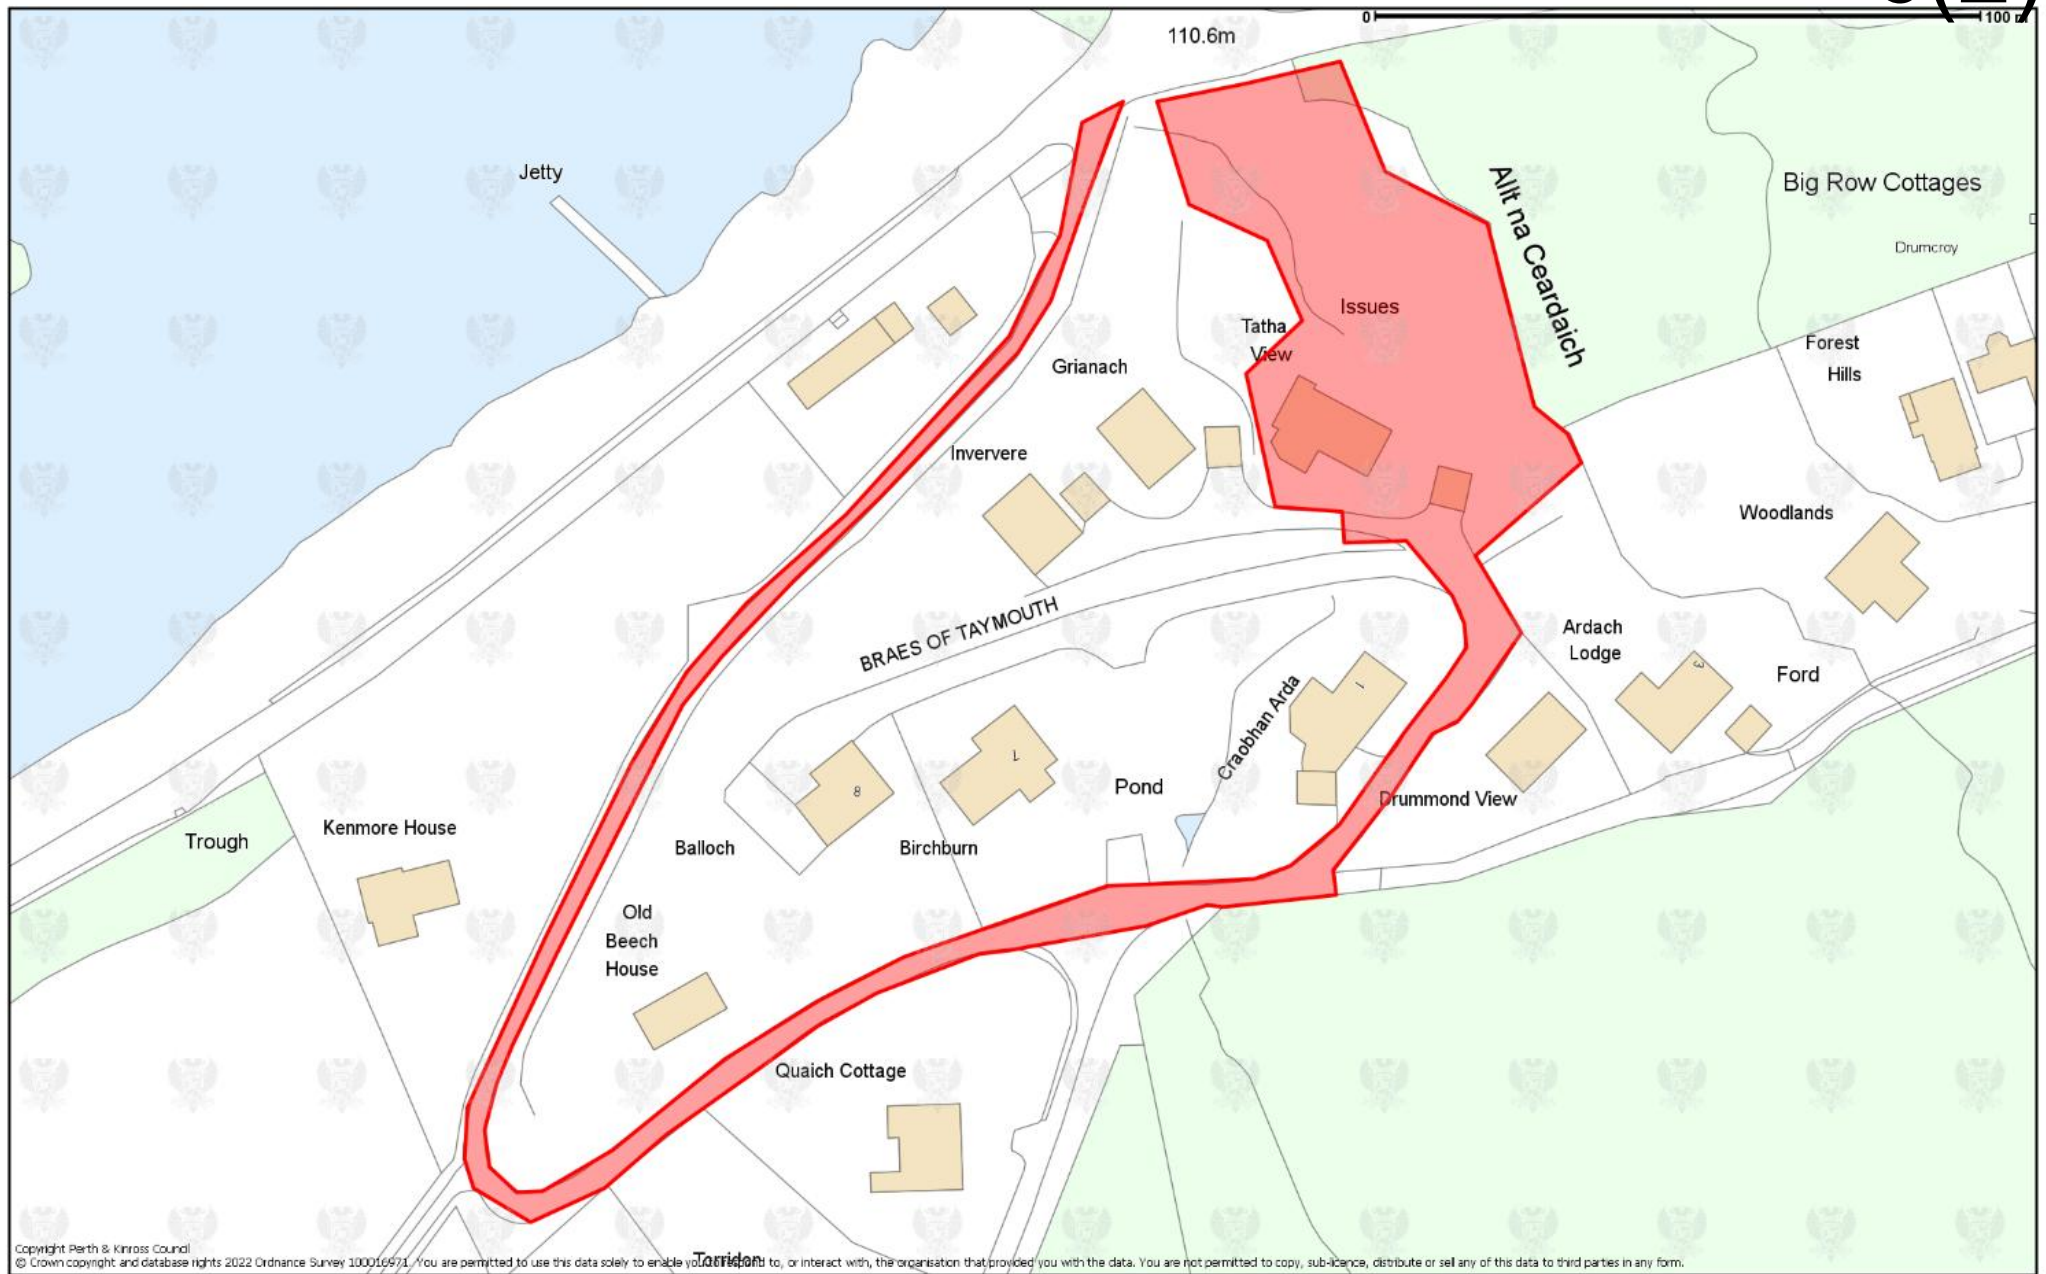 0
100 m
110.6m
Jetty
Allt na Ceardaich
Big Row Cottages
Drumcroy
Issues
Tatha
View
Forest
Hills
Grianach
Inververe
Woodlands
BRAES OF TAYMOUTH
Ardach
Lodge
3
Ford
Craobhan Arda
1
Drummond View
Pond
1
8
Birchburn
Balloch
Kenmore House
Trough
Old
Beech
House
Quaich Cottage
Torridon
Copyright Perth & Kinross Council
© Crown copyright and database rights 2022 Ordnance Survey 100016971. You are permitted to use this data solely to enable you to respond to, or interact with, the organisation that provided you with the data. You are not permitted to copy, sub-licence, distribute or sell any of this data to third parties in any form.